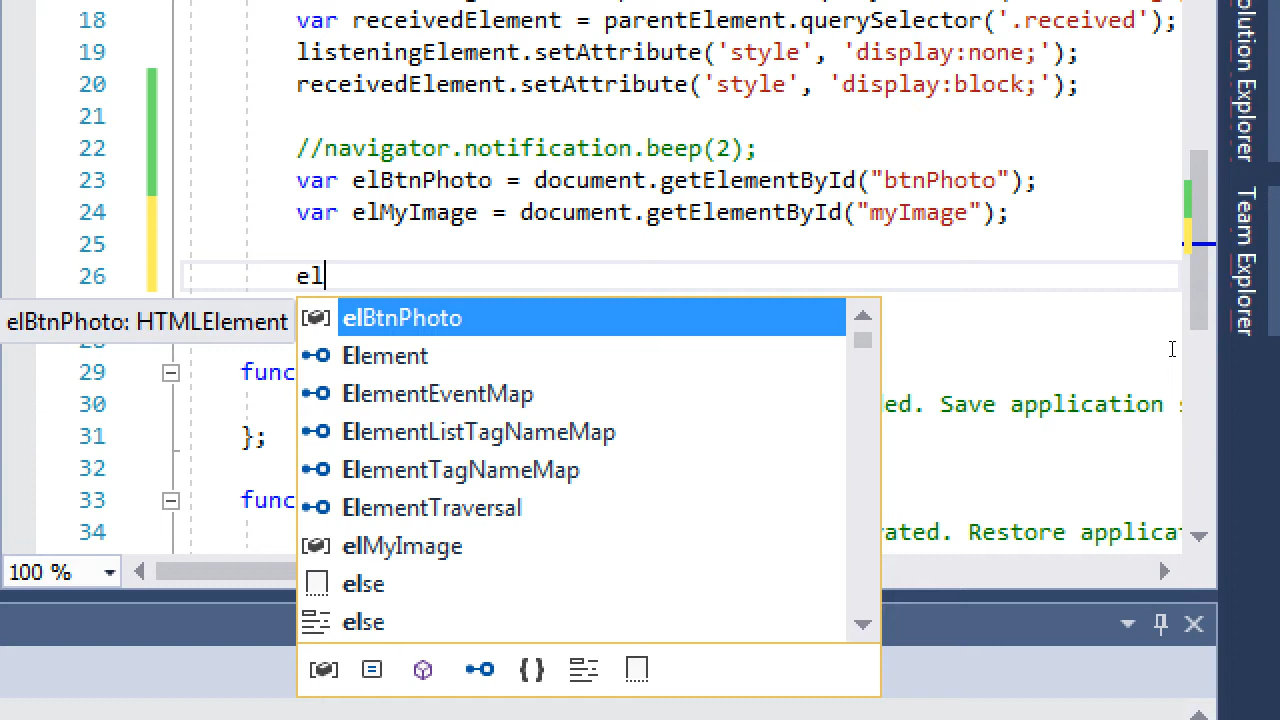 18 var receivedElement = parentElement.querySelector('.received');
19 listeningElement.setAttribute('style', 'display:none;');
20 receivedElement.setAttribute('style', 'display:block;');
21
22 //navigator.notification.beep(2);
23 var elBtnPhoto = document.getElementById("btnPhoto");
24 var elMyImage = document.getElementById("myImage");
25
26 el
elBtnPhoto: HTMLElement
elBtnPhoto
Element
ElementEventMap
ElementListTagNameMap
ElementTagNameMap
ElementTraversal
elMyImage
else
else
29 func
30 ed. Save application
31 };
32
33 func
34 ated. Restore applica
100 %
Solution Explorer
Team Explorer